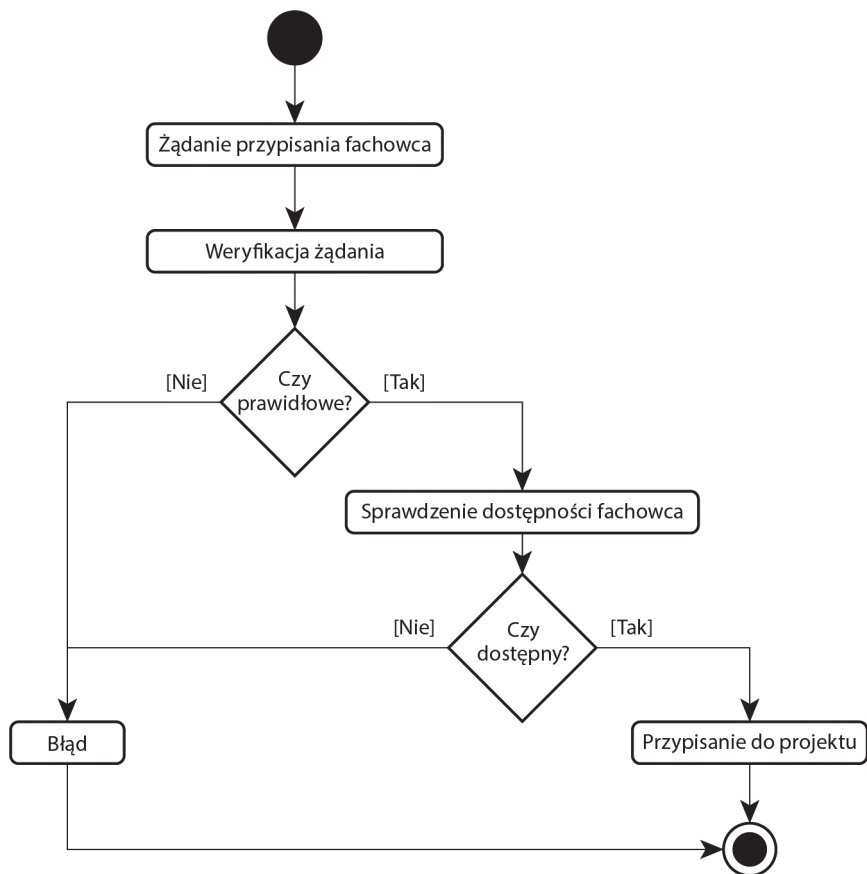 Żądanie przypisania fachowca
Weryfikacja żądania
[Nie]
Czy
prawidłowe?
[Tak]
Sprawdzenie dostępności fachowca
[Nie]
Czy
dostępny?
[Tak]
Błąd
Przypisanie do projektu